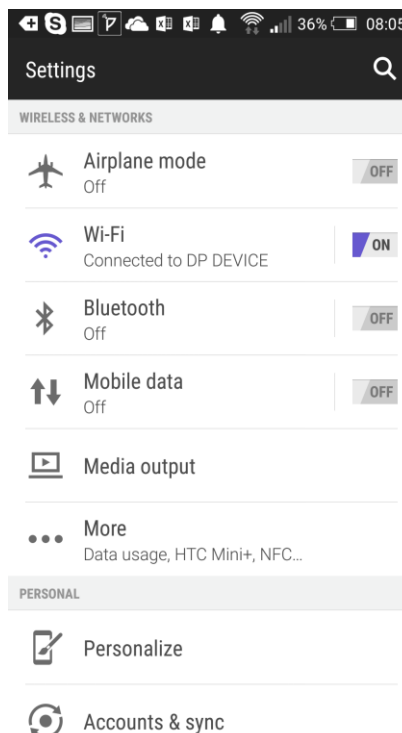 36% 08:05
Settings
WIRELESS & NETWORKS
Airplane mode
Off
OFF
Wi-Fi
Connected to DP DEVICE
ON
Bluetooth
Off
OFF
Mobile data
Off
OFF
Media output
More
Data usage, HTC Mini+, NFC...
PERSONAL
Personalize
Accounts & sync